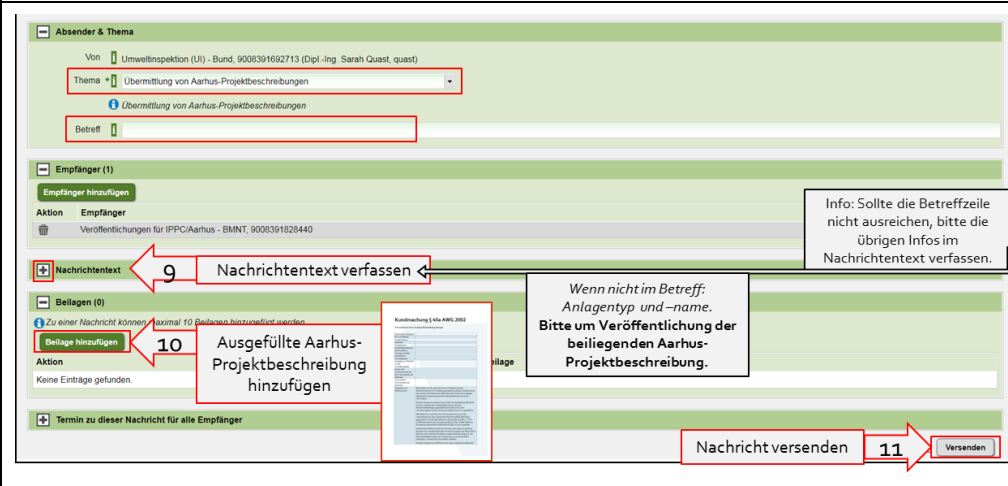 Absender & Thema
Von Umweltinspektion (UI) - Bund, 9008391692713 (Dipl.-Ing. Sarah Quast, quast)
Thema * Übermittlung von Aarhus-Projektbeschreibungen
Übermittlung von Aarhus-Projektbeschreibungen
Betreff
Empfänger (1)
Empfänger hinzufügen
Aktion Empfänger
Veröffentlichungen für IPPC/Aarhus - BMNT, 9008391828440
Info: Sollte die Betreffzeile
nicht ausreichen, bitte die
übrigen Infos im
Nachrichtentext verfassen.
Nachrichtentext 9 Nachrichtentext verfassen
Wenn nicht im Betreff:
Anlagentyp und –name.
Bitte um Veröffentlichung der
beiliegenden Aarhus-
Projektbeschreibung.
Beilagen (0)
Zu einer Nachricht können maximal 10 Beilagen hinzugefügt werden
Beilage hinzufügen 10
Ausgefüllte Aarhus-
Projektbeschreibung
hinzufügen
Kundmachung § 40a AWG 2002
Aktion
Keine Einträge gefunden.
Termin zu dieser Nachricht für alle Empfänger
Nachricht versenden 11 Versenden